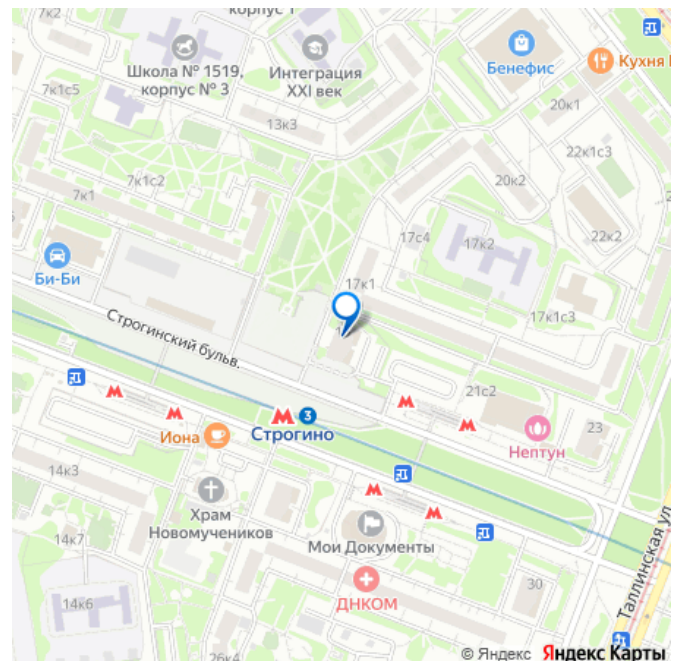 7к2
корпус 1
Школа № 1519,
корпус № 3
Интеграция
XXI век
Бенефис
Кухня
7к1с5
13к3
20к1
22к1с3
7к1с2
7к1
20к2
17с4
17к2
22к2
Би-Би
17к1
17к1с3
Строгинский бульв.
21с2
3
Строгино
Иона
23
Нептун
14к3
Храм
Новомучеников
14к7
Мои Документы
14к6
ДНКОМ
30
Таллинская ул.
26к4
© Яндекс Яндекс Карты